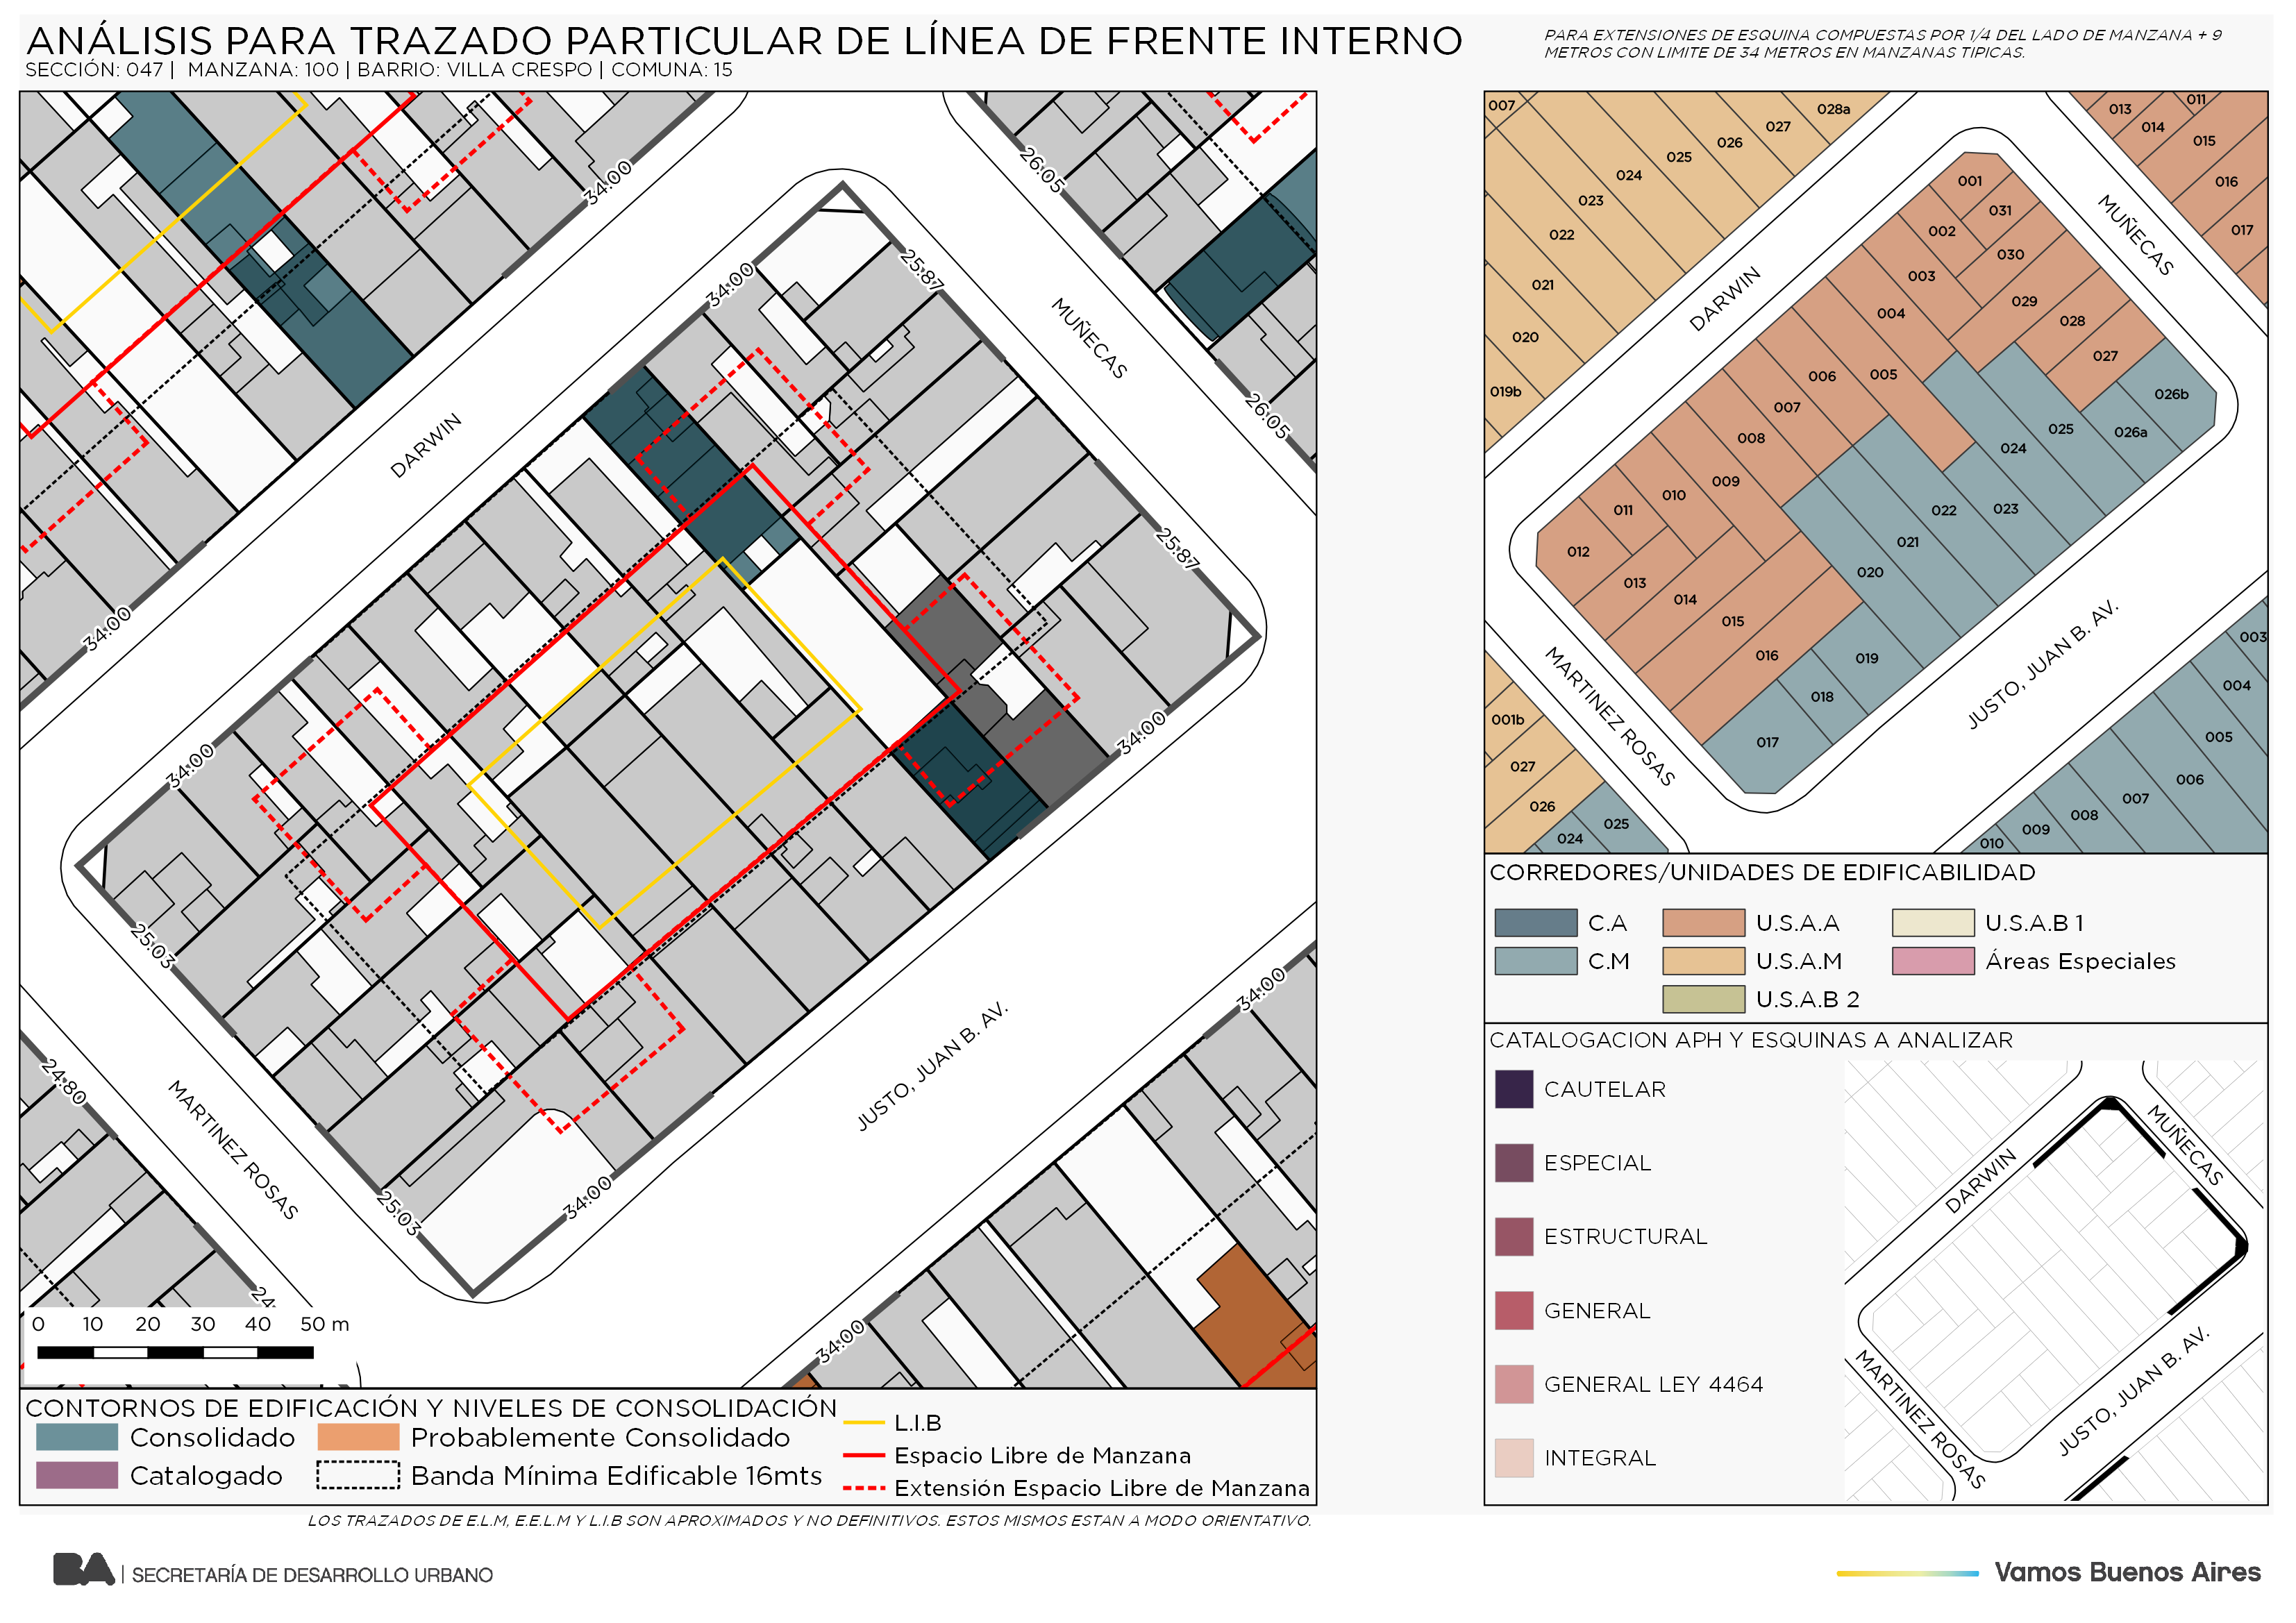 ANÁLISIS PARA TRAZADO PARTICULAR DE LÍNEA DE FRENTE INTERNO
SECCIÓN: 047 | MANZANA: 100 | BARRIO: VILLA CRESPO | COMUNA: 15
PARA EXTENSIONES DE ESQUINA COMPUESTAS POR 1/4 DEL LADO DE MANZANA + 9
METROS CON LIMITE DE 34 METROS EN MANZANAS TIPICAS.
34:00
26:05
34:00
25:87
MUÑECAS
26:05
DARWIN
34:00
25:87
34:00
34:00
25:03
34:00
JUSTO, JUAN B. AV.
24:80
MARTINEZ ROSAS
25:03
34:00
24:
34:00
0 10 20 30 40 50 m
CONTORNOS DE EDIFICACIÓN Y NIVELES DE CONSOLIDACIÓN
Consolidado
Probablemente Consolidado
Catalogado
Banda Mínima Edificable 16mts
L.I.B
Espacio Libre de Manzana
Extensión Espacio Libre de Manzana
LOS TRAZADOS DE E.L.M, E.E.L.M Y L.I.B SON APROXIMADOS Y NO DEFINITIVOS. ESTOS MISMOS ESTAN A MODO ORIENTATIVO.
007
028a
027
026
025
024
023
022
021
020
019b
013
011
014
015
016
017
DARWIN
MUÑECAS
001
031
002
030
003
029
004
028
027
005
006
026b
007
025
026a
008
024
009
010
022
023
011
021
012
020
013
014
015
016
019
018
017
MARTINEZ ROSAS
JUSTO, JUAN B. AV.
001b
027
026
025
024
003
004
005
006
007
008
009
010
CORREDORES/UNIDADES DE EDIFICABILIDAD
C.A
U.S.A.A
U.S.A.B 1
C.M
U.S.A.M
Áreas Especiales
U.S.A.B 2
CATALOGACION APH Y ESQUINAS A ANALIZAR
CAUTELAR
ESPECIAL
ESTRUCTURAL
GENERAL
GENERAL LEY 4464
INTEGRAL
DARWIN
MUÑECAS
MARTINEZ ROSAS
JUSTO, JUAN B. AV.
BA | SECRETARÍA DE DESARROLLO URBANO
Vamos Buenos Aires